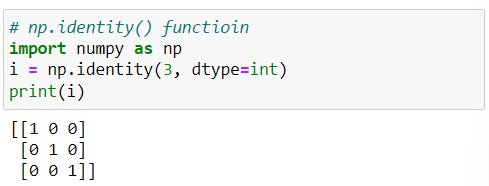 # np.identity() functioin
import numpy as np
i = np.identity(3, dtype=int)
print(i)
[[1 0 0]
 [0 1 0]
 [0 0 1]]